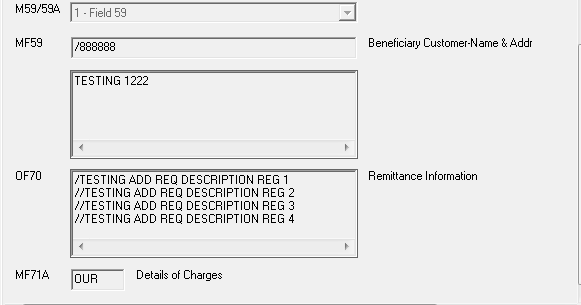 M59/59A
1 - Field 59
MF59
/888888
Beneficiary Customer-Name & Addr
TESTING 1222
OF70
/TESTING ADD REQ DESCRIPTION REG 1
//TESTING ADD REQ DESCRIPTION REG 2
//TESTING ADD REQ DESCRIPTION REG 3
//TESTING ADD REQ DESCRIPTION REG 4
Remittance Information
MF71A
OUR
Details of Charges